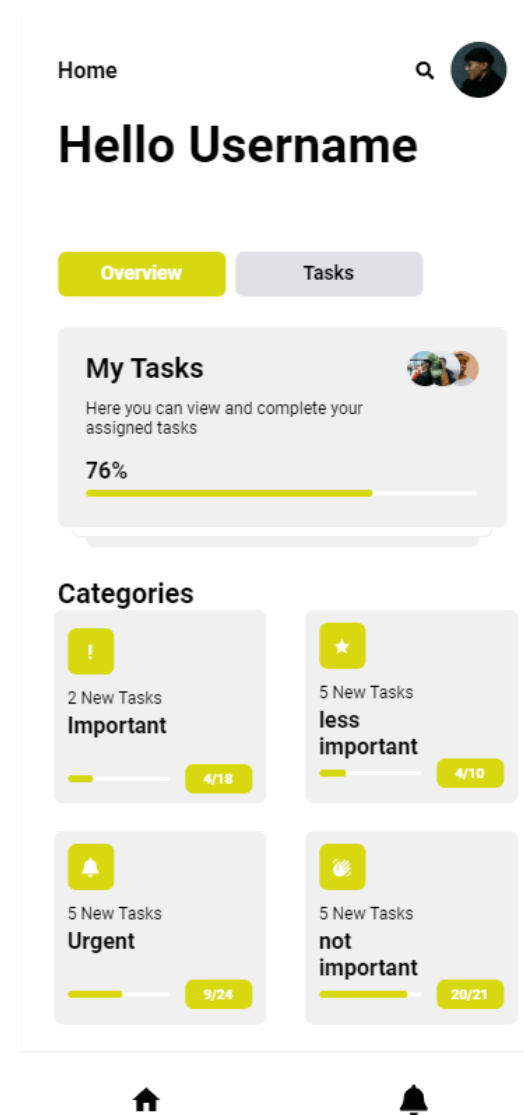 Home
Hello Username
Overview
Tasks
My Tasks
Here you can view and complete your
assigned tasks
76%
Categories
2 New Tasks
Important
4/18
5 New Tasks
less
important
4/10
5 New Tasks
Urgent
9/24
5 New Tasks
not
important
20/21